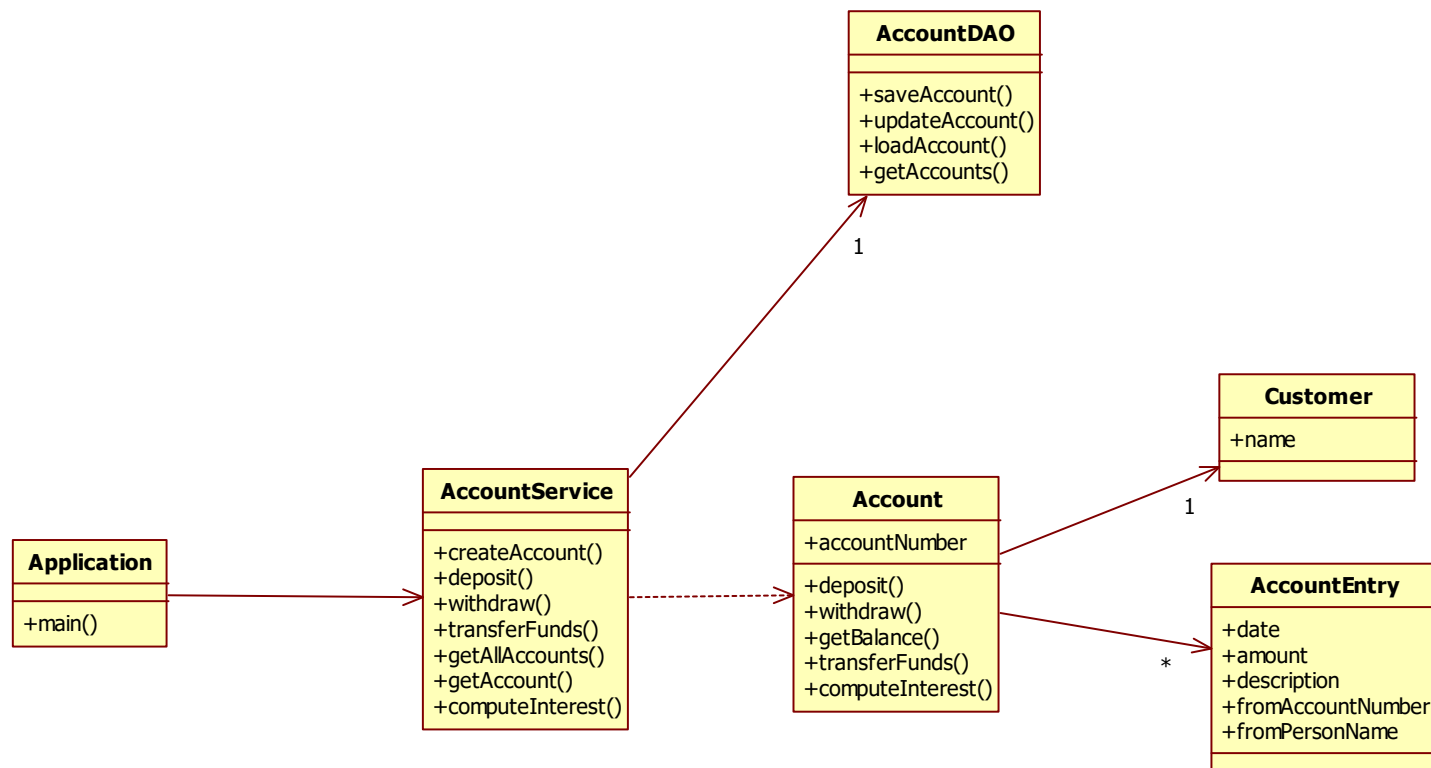 AccountDAO
+saveAccount()
+updateAccount()
+loadAccount()
+getAccounts()
1
Customer
+name
1
AccountService
+createAccount()
+deposit()
+withdraw()
+transferFunds()
+getAllAccounts()
+getAccount()
+computeInterest()
Account
+accountNumber
+deposit()
+withdraw()
+getBalance()
+transferFunds()
+computeInterest()
Application
+main()
AccountEntry
+date
+amount
+description
+fromAccountNumber
+fromPersonName
*